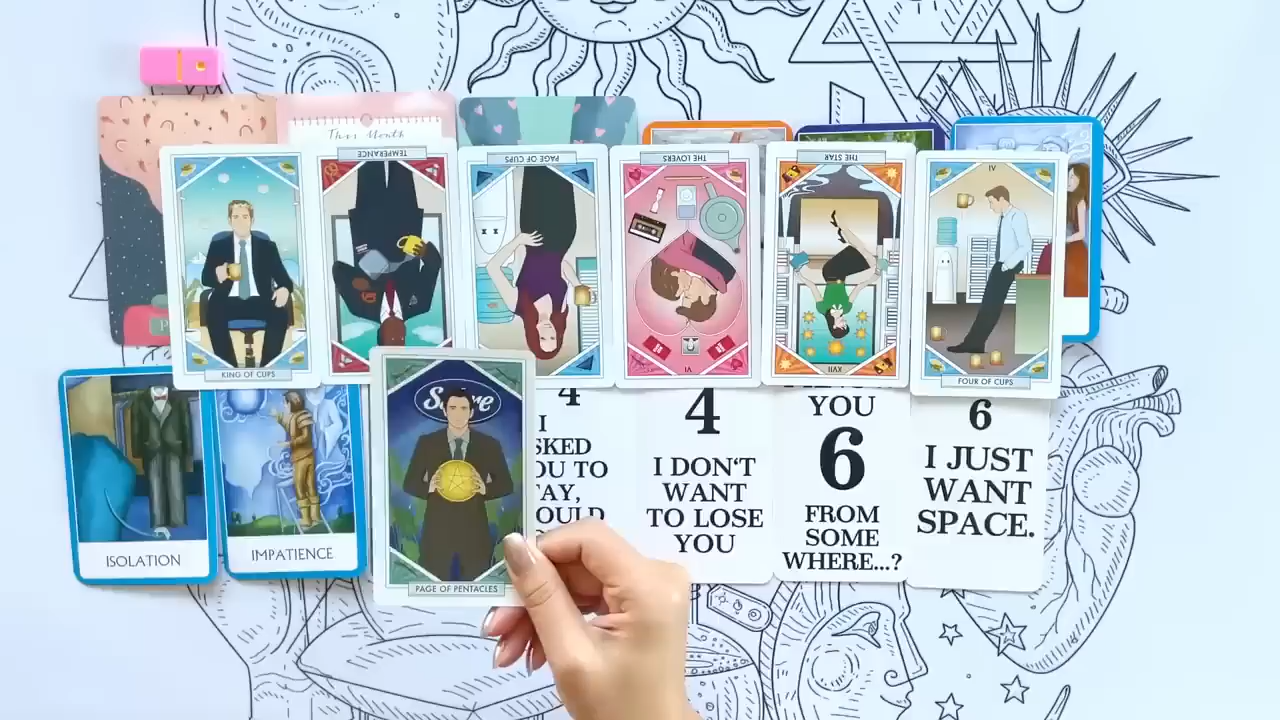 This Month
TEMPERANCE
PAGE OF CUPS
THE LOVERS
THE STAR
IV
KING OF CUPS
VI
XVII
FOUR OF CUPS
PAGE OF PENTACLES
ISOLATION
IMPATIENCE
4
I
4
I DON'T
WANT
TO LOSE
YOU
YOU
6
FROM
SOME
WHERE...?
6
I JUST
WANT
SPACE.